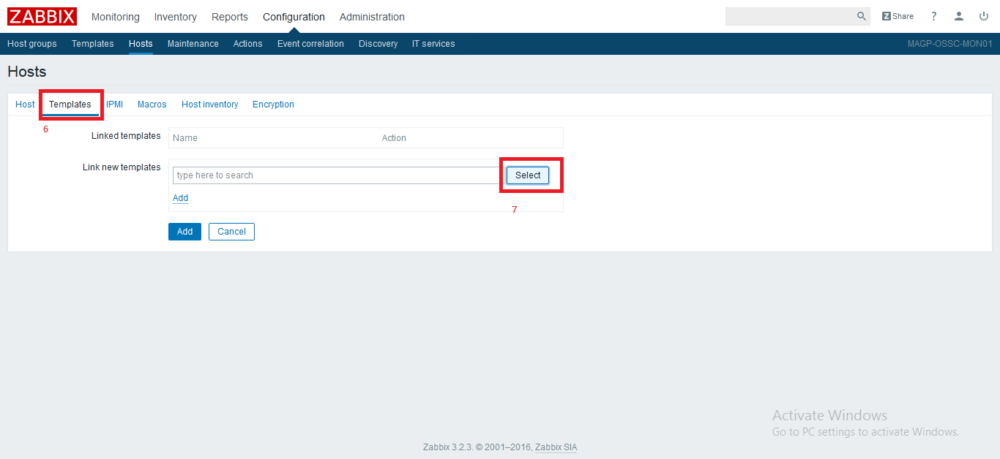 ZABBIX Monitoring Inventory Reports Configuration Administration Z Share ?
Host groups Templates Hosts Maintenance Actions Event correlation Discovery IT services MAGP-OSSC-MON01
Hosts
Host Templates IPMI Macros Host inventory Encryption
6
Linked templates Name Action
Link new templates
type here to search Select
Add
7
Add Cancel
Activate Windows
Go to PC settings to activate Windows.
Zabbix 3.2.3. © 2001–2016, Zabbix SIA